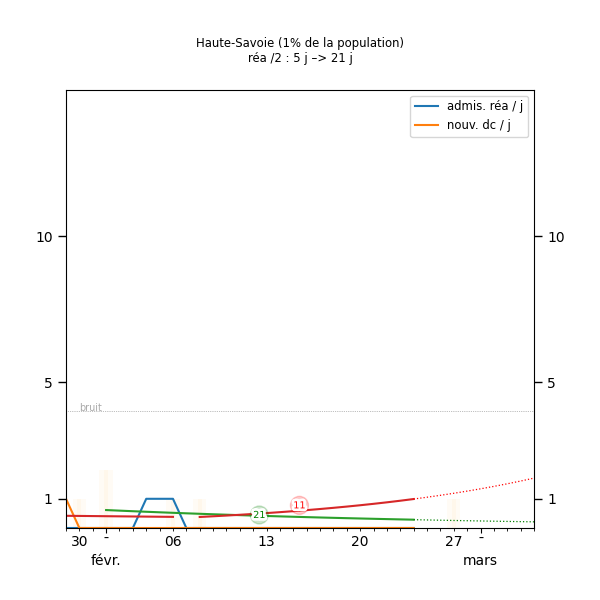 Haute-Savoie (1% de la population)
réa /2 : 5 j –> 21 j
admis. réa / j
nouv. dc / j
10 10
5 5
bruit
1 1
11
21
30 - 06 13 20 27 -
févr. mars